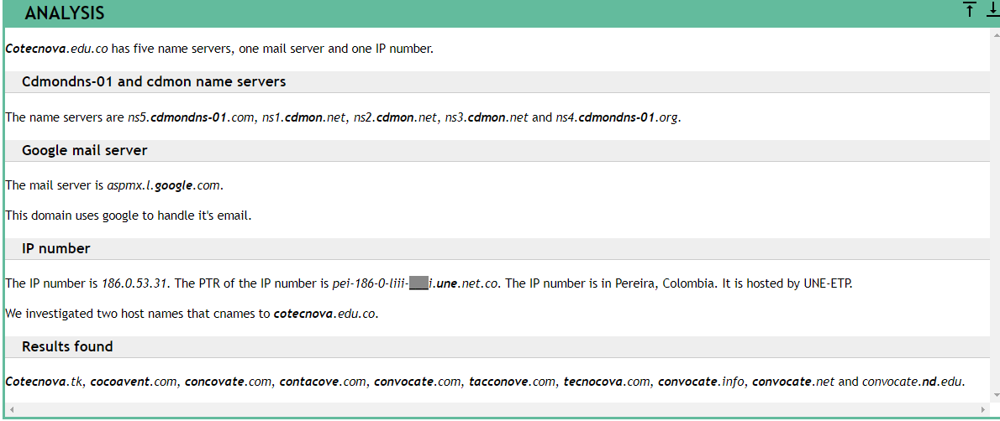 ANALYSIS
Cotecnova.edu.co has five name servers, one mail server and one IP number.
Cdmondns-01 and cdmon name servers
The name servers are ns5.cdmondns-01.com, ns1.cdmon.net, ns2.cdmon.net, ns3.cdmon.net and ns4.cdmondns-01.org.
Google mail server
The mail server is aspmx.l.google.com.
This domain uses google to handle it's email.
IP number
The IP number is 186.0.53.31. The PTR of the IP number is pei-186-0-liii- i.une.net.co. The IP number is in Pereira, Colombia. It is hosted by UNE-ETP.
We investigated two host names that cnames to cotecnova.edu.co.
Results found
Cotecnova.tk, cocoavent.com, concovate.com, contacove.com, convocate.com, tacconove.com, tecnocova.com, convocate.info, convocate.net and convocate.nd.edu.